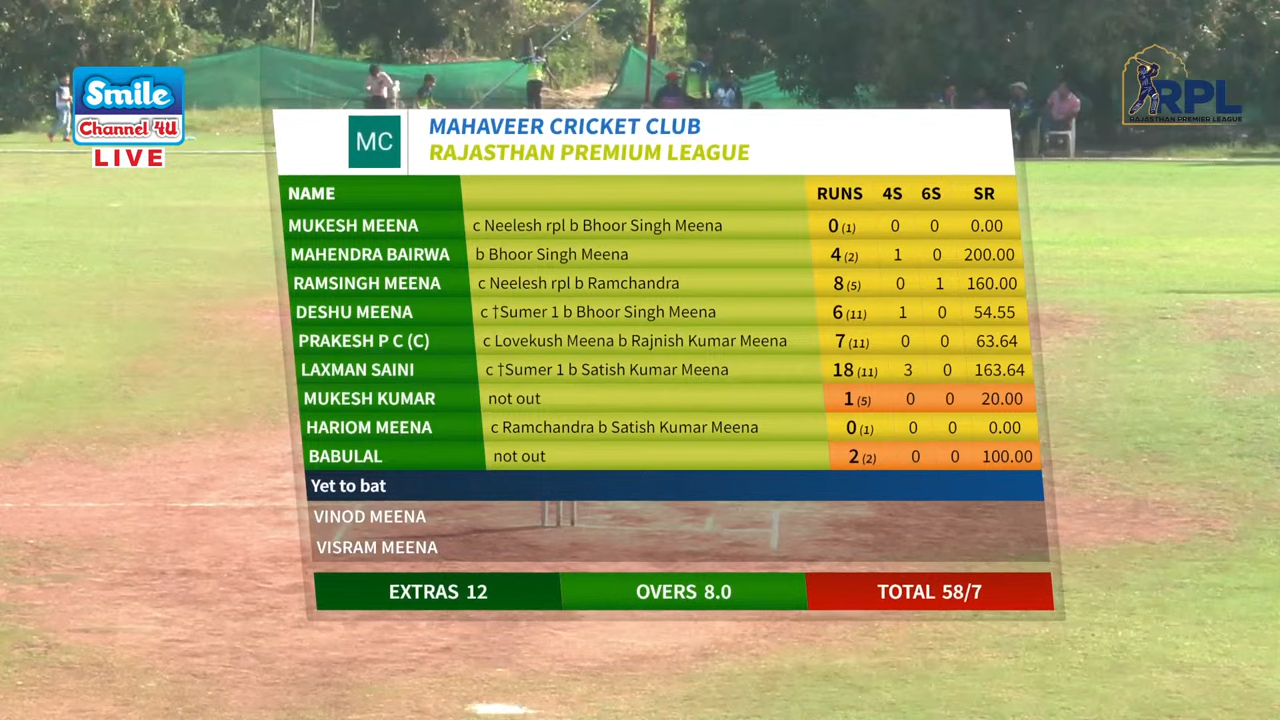 Smile
Channel 4U
LIVE
RPL
RAJASTHAN PREMIER LEAGUE
MC
MAHAVEER CRICKET CLUB
RAJASTHAN PREMIUM LEAGUE
NAME RUNS 4S 6S SR
MUKESH MEENA c Neelesh rpl b Bhoor Singh Meena 0 (1) 0 0 0.00
MAHENDRA BAIRWA b Bhoor Singh Meena 4 (2) 1 0 200.00
RAMSINGH MEENA c Neelesh rpl b Ramchandra 8 (5) 0 1 160.00
DESHU MEENA c †Sumer 1 b Bhoor Singh Meena 6 (11) 1 0 54.55
PRAKESH P C (C) c Lovekush Meena b Rajnish Kumar Meena 7 (11) 0 0 63.64
LAXMAN SAINI c †Sumer 1 b Satish Kumar Meena 18 (11) 3 0 163.64
MUKESH KUMAR not out 1 (5) 0 0 20.00
HARIOM MEENA c Ramchandra b Satish Kumar Meena 0 (1) 0 0 0.00
BABULAL not out 2 (2) 0 0 100.00
Yet to bat
VINOD MEENA
VISRAM MEENA
EXTRAS 12 OVERS 8.0 TOTAL 58/7